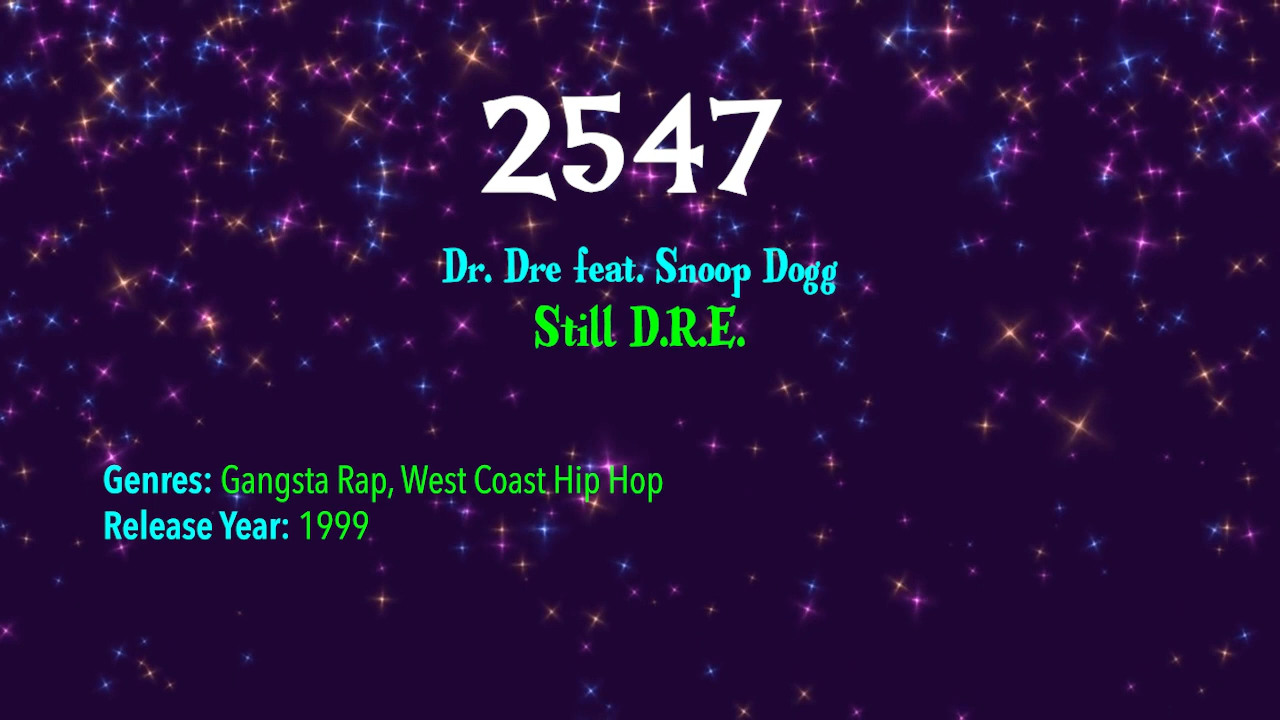 2547
Dr. Dre feat. Snoop Dogg
Still D.R.E.
Genres: Gangsta Rap, West Coast Hip Hop
Release Year: 1999